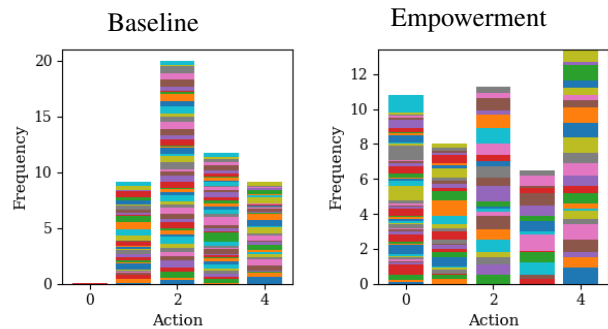 Baseline
Empowerment
20
15
10
5
0
Frequency
0 2 4
Action
12
10
8
6
4
2
0
Frequency
0 2 4
Action